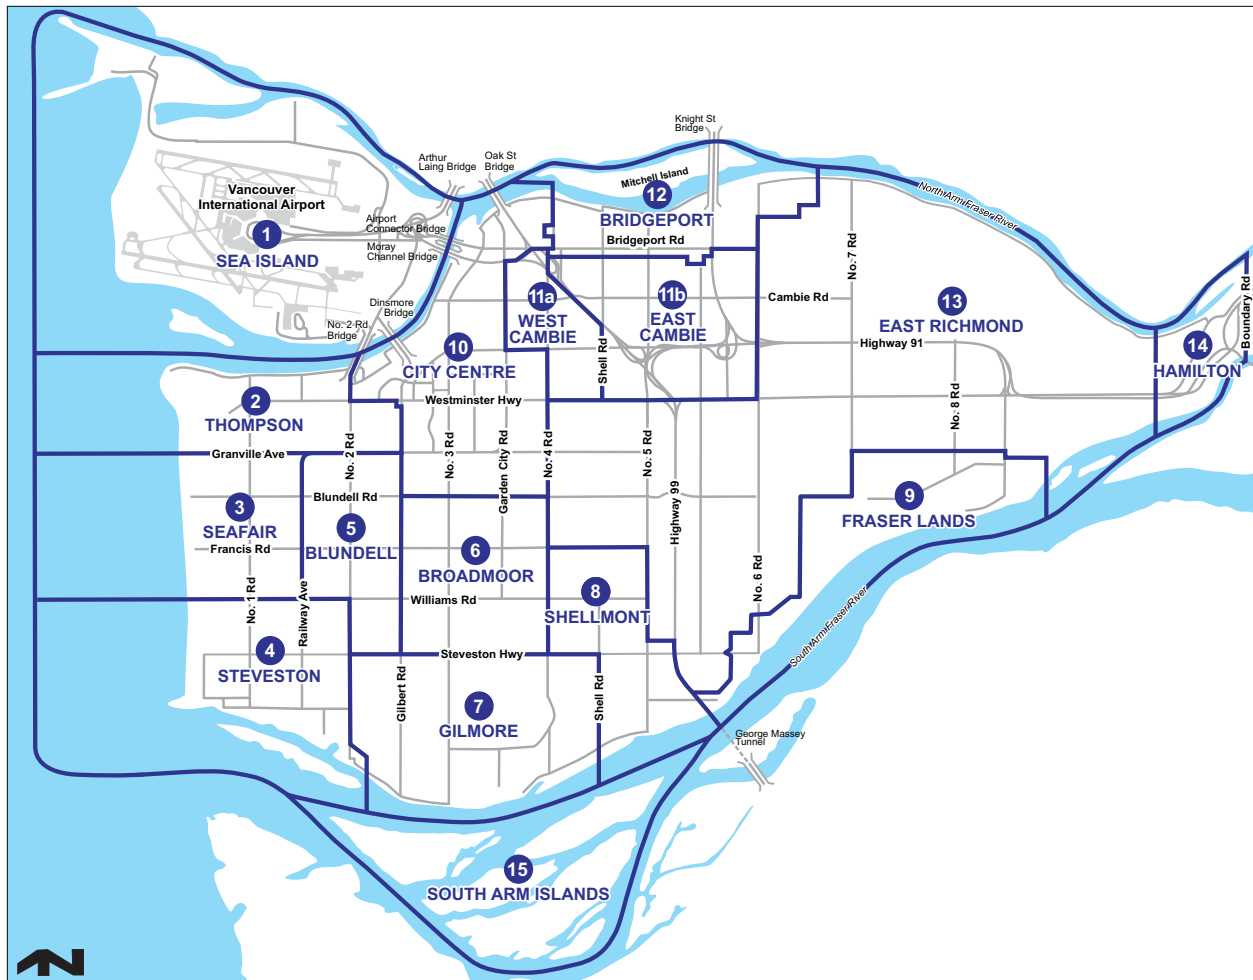 Knight St
Bridge
Arthur
Laing Bridge
Oak St
Bridge
Mitchell Island
Vancouver
International Airport
12
BRIDGEPORT
North Arm Fraser River
Airport
Connector Bridge
Bridgeport Rd
1
SEA ISLAND
Moray
Channel Bridge
No. 7 Rd
Boundary Rd
Dinsmore
Bridge
11a
WEST
CAMBIE
11b
EAST
CAMBIE
Cambie Rd
13
EAST RICHMOND
No. 2 Rd
Bridge
10
CITY CENTRE
Shell Rd
Highway 91
14
HAMILTON
2
THOMPSON
Westminster Hwy
No. 8 Rd
Granville Ave
No. 2 Rd
No. 3 Rd
Garden City Rd
No. 4 Rd
No. 5 Rd
Highway 99
Blundell Rd
3
SEAFAIR
9
FRASER LANDS
5
BLUNDELL
Francis Rd
6
BROADMOOR
No. 6 Rd
No. 1 Rd
Railway Ave
Williams Rd
8
SHELLMONT
South Arm Fraser River
4
STEVESTON
Steveston Hwy
Gilbert Rd
7
GILMORE
Shell Rd
George Massey
Tunnel
15
SOUTH ARM ISLANDS
N